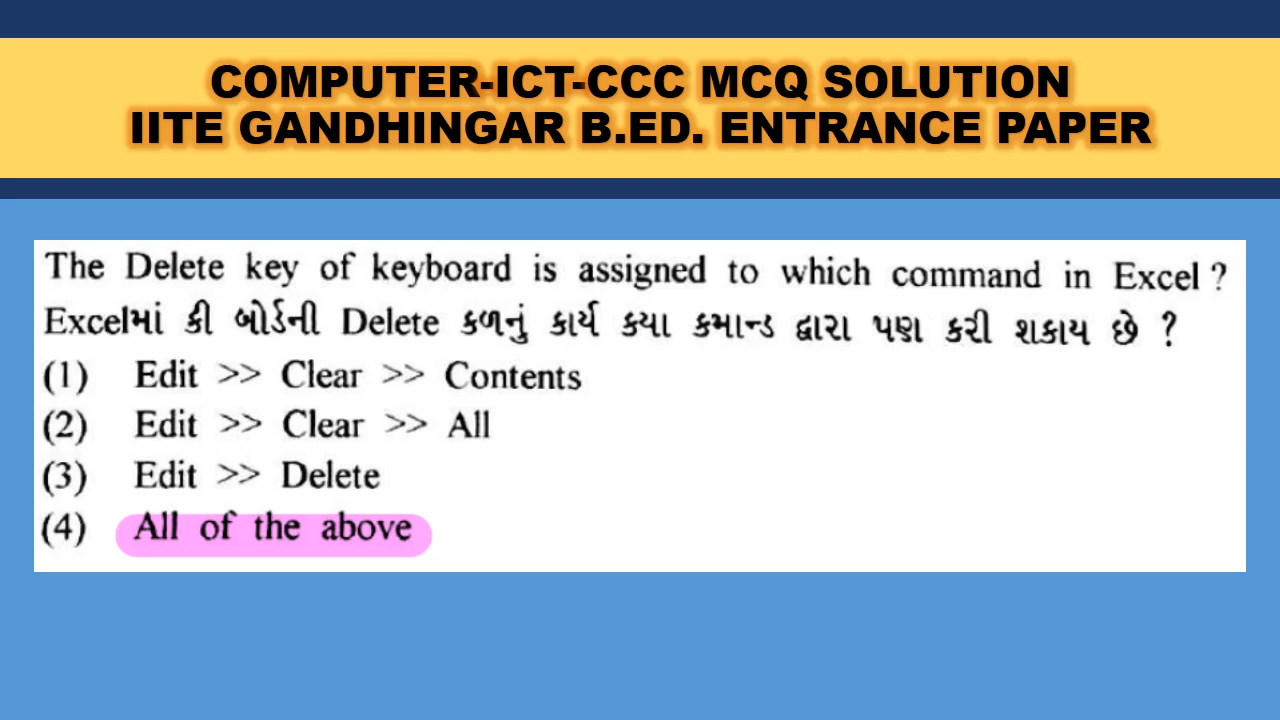 COMPUTER-ICT-CCC MCQ SOLUTION
IITE GANDHINGAR B.ED. ENTRANCE PAPER
The Delete key of keyboard is assigned to which command in Excel ?
Excelમાં કી બોર્ડની Delete કળનું કાર્ય કયા કમાન્ડ દ્વારા પણ કરી શકાય છે ?
(1) Edit >> Clear >> Contents
(2) Edit >> Clear >> All
(3) Edit >> Delete
(4) All of the above